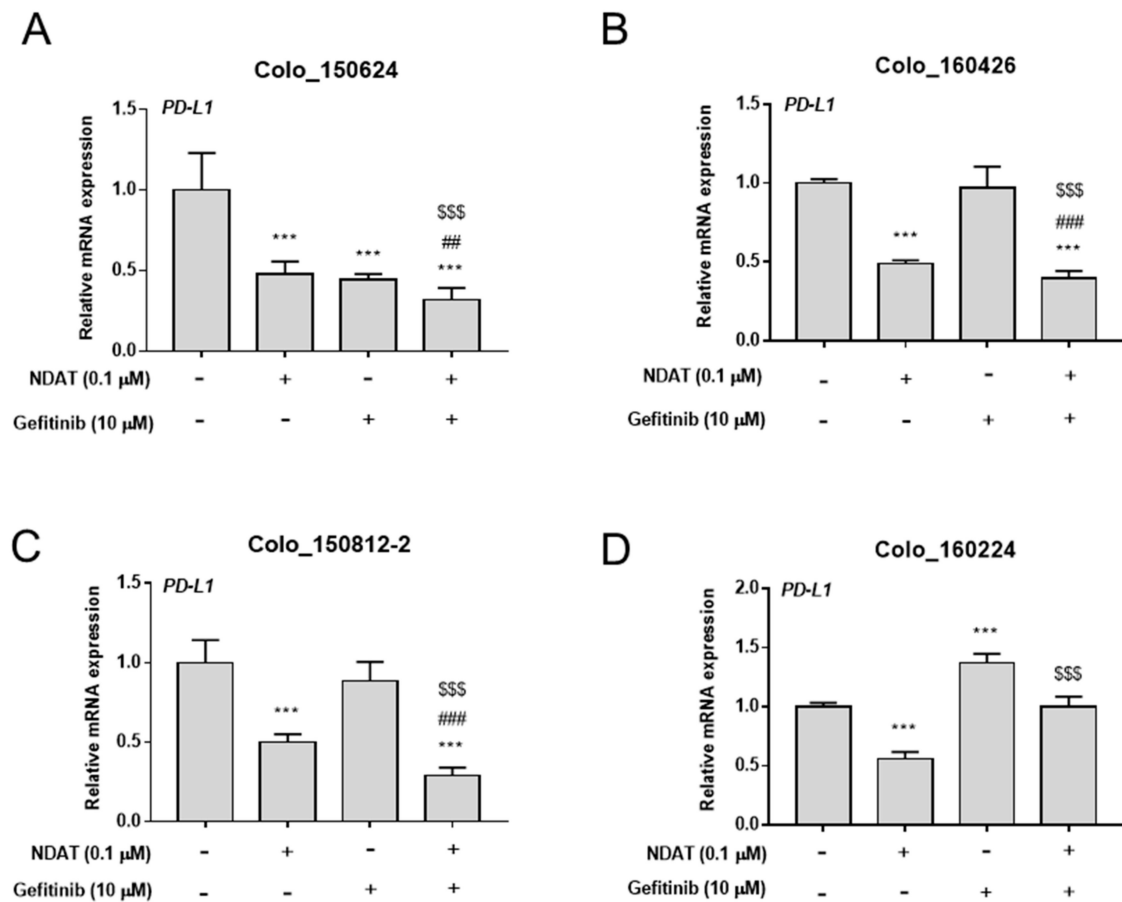 A
Colo_150624
PD-L1
Relative mRNA expression
1.5
1.0
0.5
0.0
***
***
$$$
##
***
NDAT (0.1 μM) - + - +
Gefitinib (10 μM) - - + +
B
Colo_160426
PD-L1
Relative mRNA expression
1.5
1.0
0.5
0.0
***
$$$
###
***
NDAT (0.1 μM) - + - +
Gefitinib (10 μM) - - + +
C
Colo_150812-2
PD-L1
Relative mRNA expression
1.5
1.0
0.5
0.0
***
$$$
###
***
NDAT (0.1 μM) - + - +
Gefitinib (10 μM) - - + +
D
Colo_160224
PD-L1
Relative mRNA expression
2.0
1.5
1.0
0.5
0.0
***
***
$$$
NDAT (0.1 μM) - + - +
Gefitinib (10 μM) - - + +